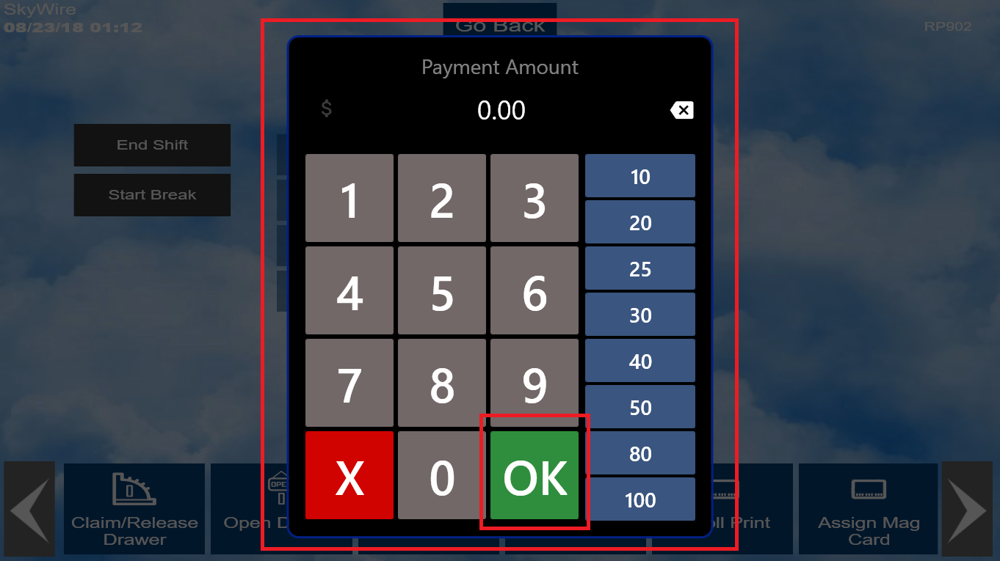 SkyWire
08/23/18 01:12
Go Back
RP902
Payment Amount
$ 0.00
End Shift
Start Break
1 2 3
10
20
4 5 6
25
30
7 8 9
40
50
X 0 OK
80
100
Claim/Release
Drawer
OPE
Open D
ll Print
Assign Mag
Card